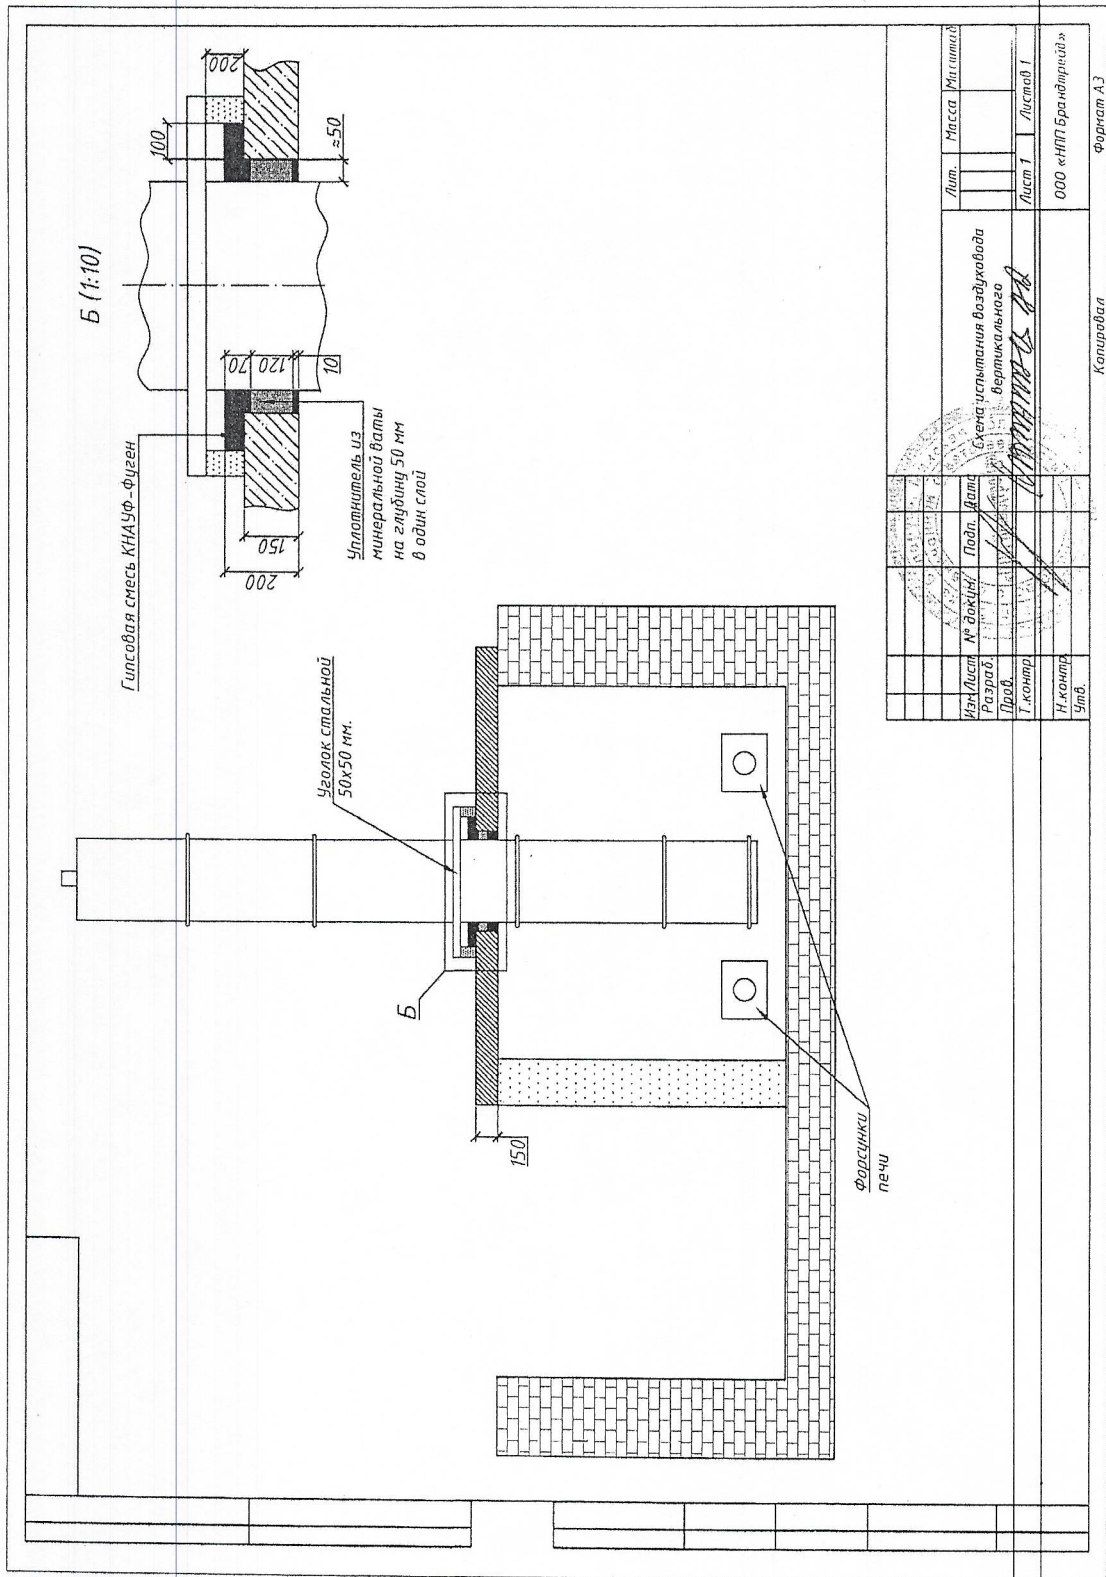 Б (1:10)
Гипсовая смесь КНАУФ-Фуген
200
100
≈50
70
120
10
150
200
Уплотнитель из
минеральной ваты
на глубину 50 мм
в один слой
Уголок стальной
50х50 мм.
Б
150
Форсунки
печи
Изм.
Лист
№ докум.
Подп.
Дата
Разраб.
Пров.
Т.контр.
Н.контр.
Утв.
Схема испытания воздуховода
вертикального
Лит.
Масса
Масштаб
Лист 1
Листов 1
ООО «НПП Брандтрейд»
Копировал
Формат А3